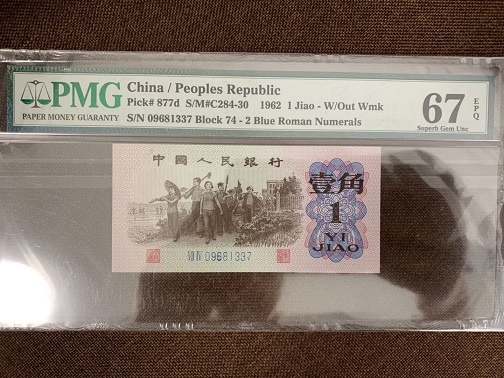 PMG
PAPER MONEY GUARANTY
China / Peoples Republic
Pick# 877d S/M#C284-30 1962 1 Jiao - W/Out Wmk
S/N 09681337 Block 74 - 2 Blue Roman Numerals
67 EPQ
Superb Gem Unc
中國人民銀行
壹角
1
YI
JIAO
VII IV 09681337